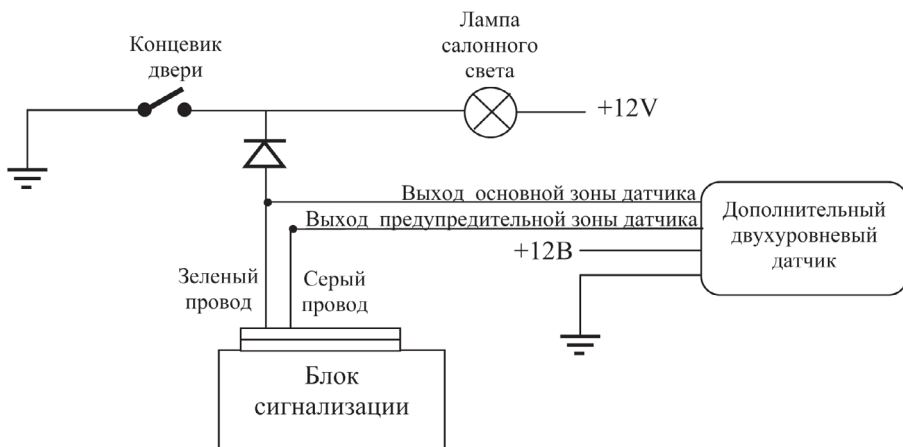 Лампа
салонного
света
Концевик
двери
+12V
Выход основной зоны датчика
Выход предупредительной зоны датчика
+12В
Дополнительный
двухуровневый
датчик
Зеленый
провод
Серый
провод
Блок
сигнализации